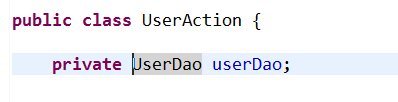 public class UserAction {
private UserDao userDao;